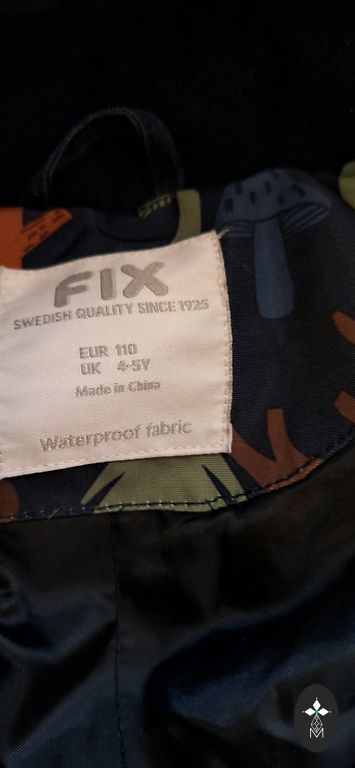 FIX
SWEDISH QUALITY SINCE 1925
EUR 110
UK 4-5Y
Made in China
Waterproof fabric
M